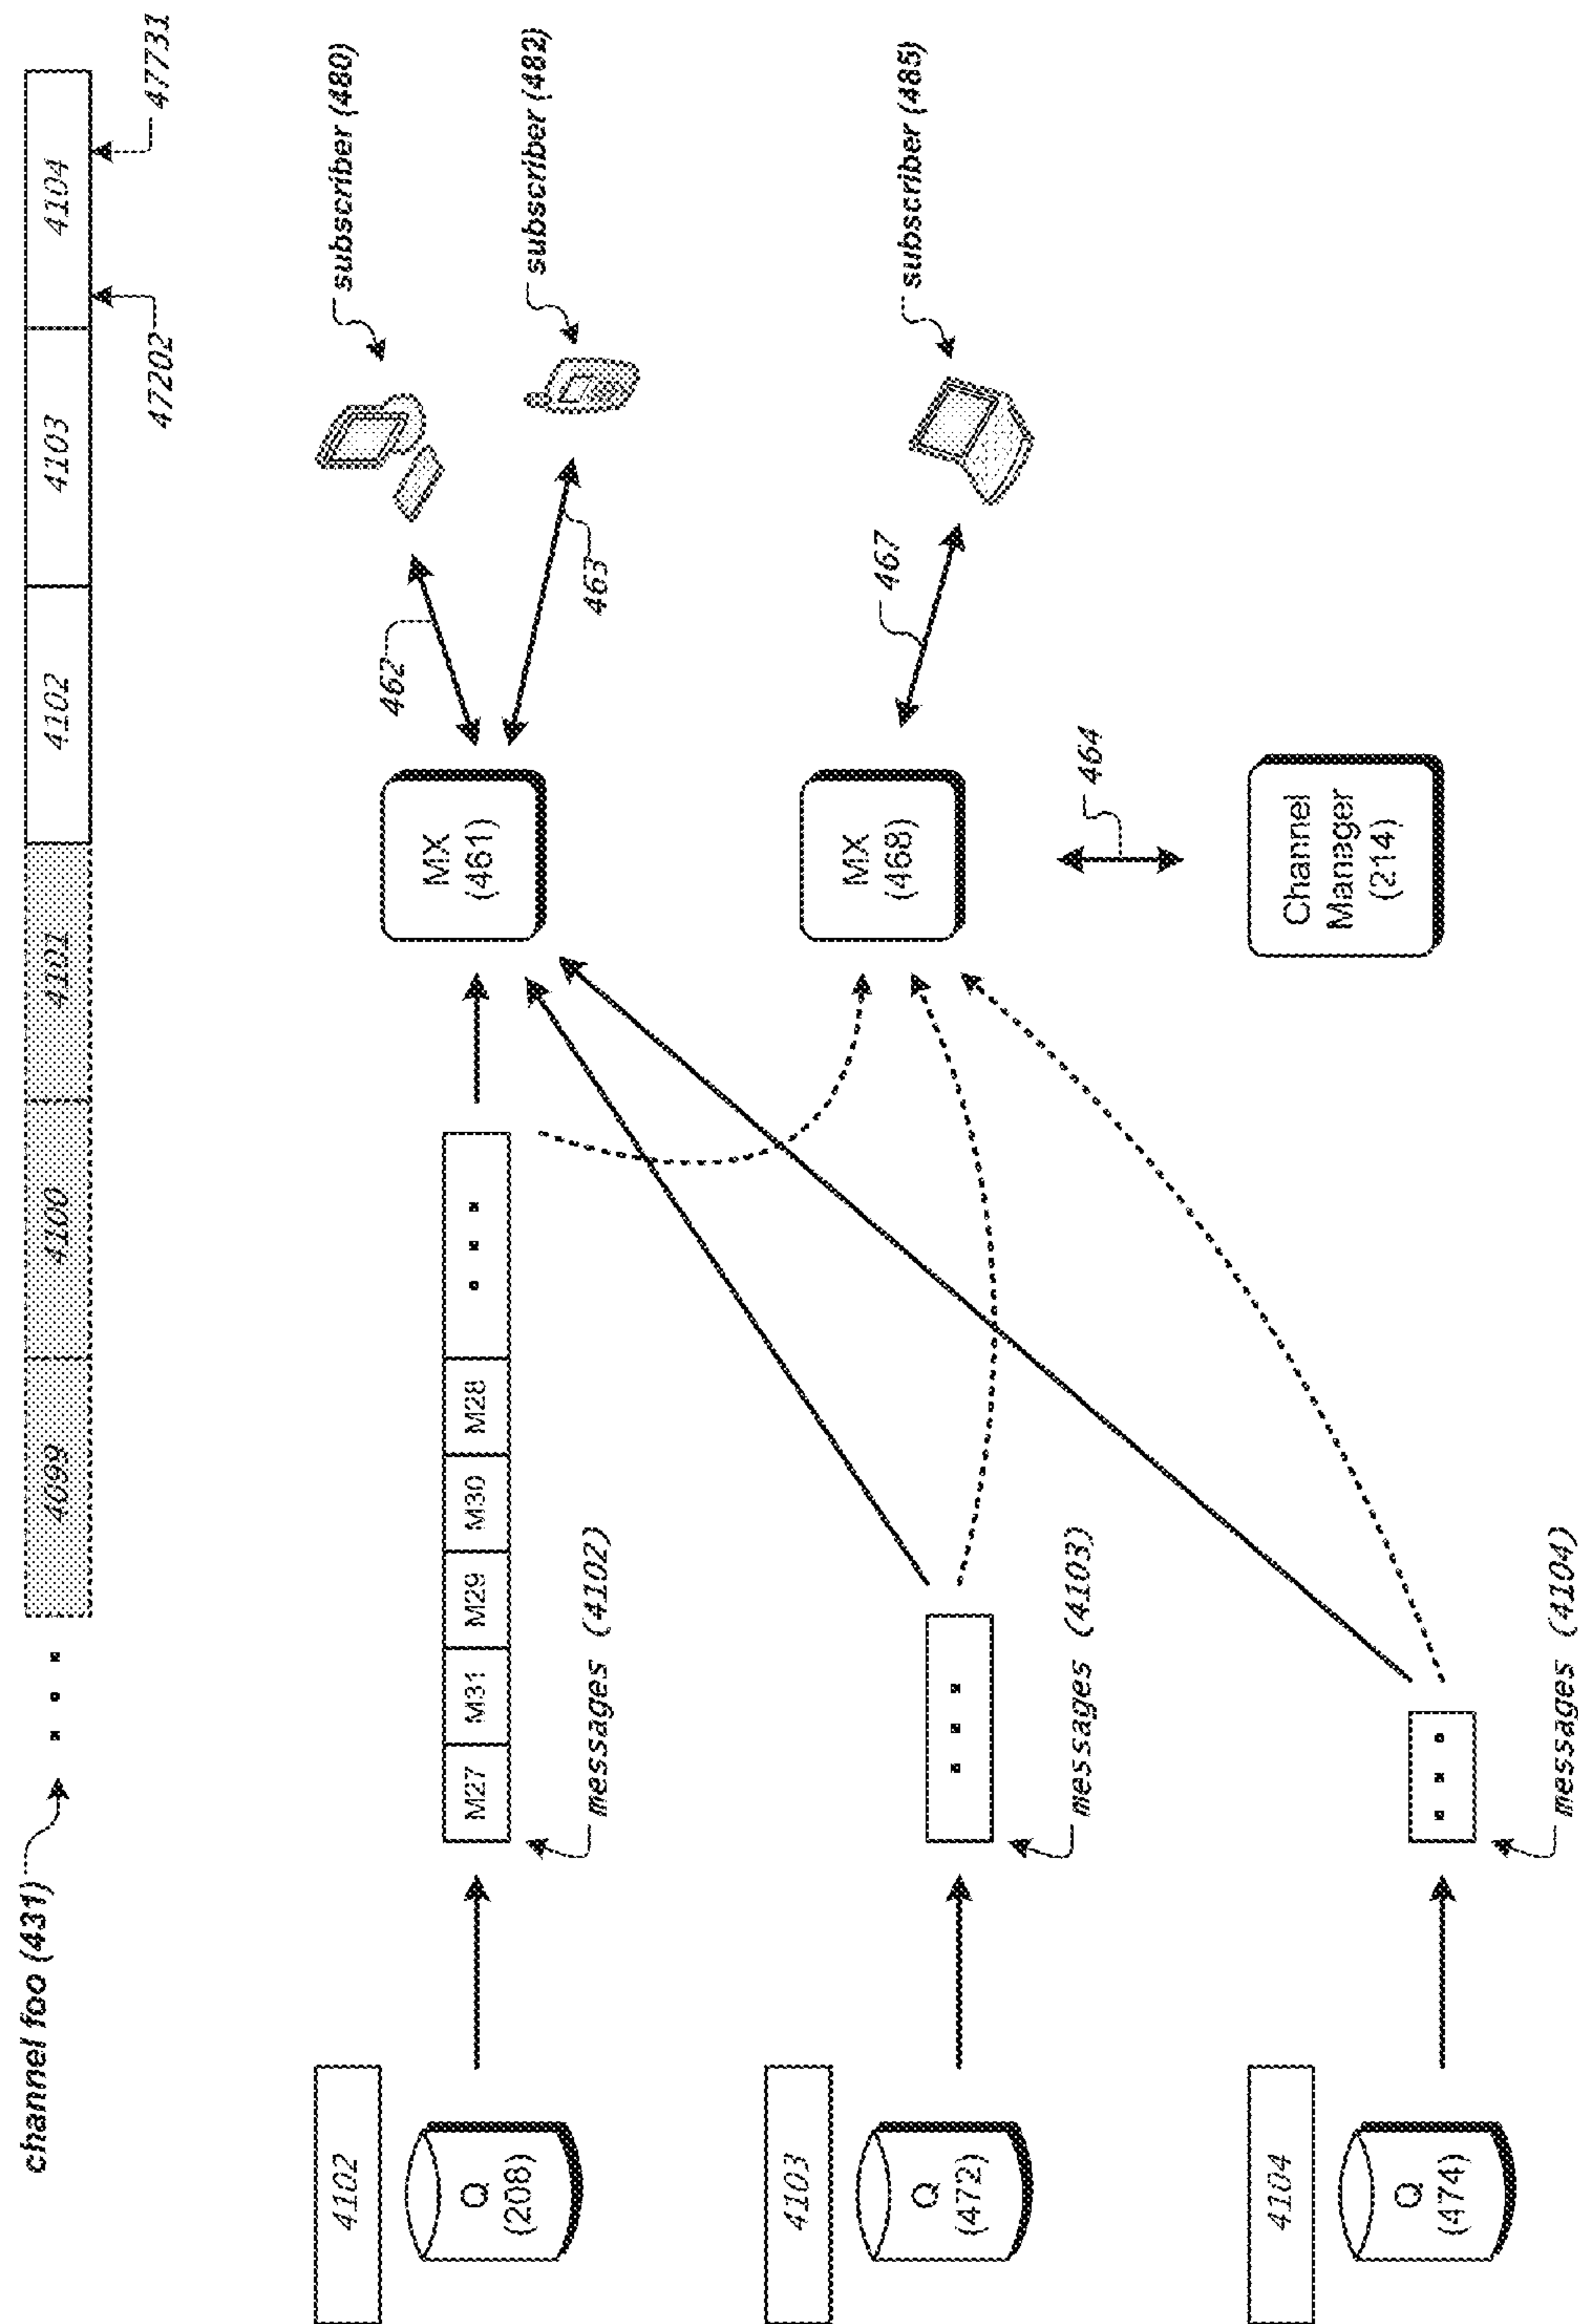 channel foo (431)
4099
4100
4101
4102
4103
4104
47202
47731
4102
Q
(208)
M27
M31
M29
M30
M28
messages (4102)
MX
(461)
462
463
subscriber (480)
subscriber (482)
4103
Q
(472)
messages (4103)
MX
(468)
467
subscriber (485)
464
4104
Q
(474)
messages (4104)
Channel
Manager
(214)